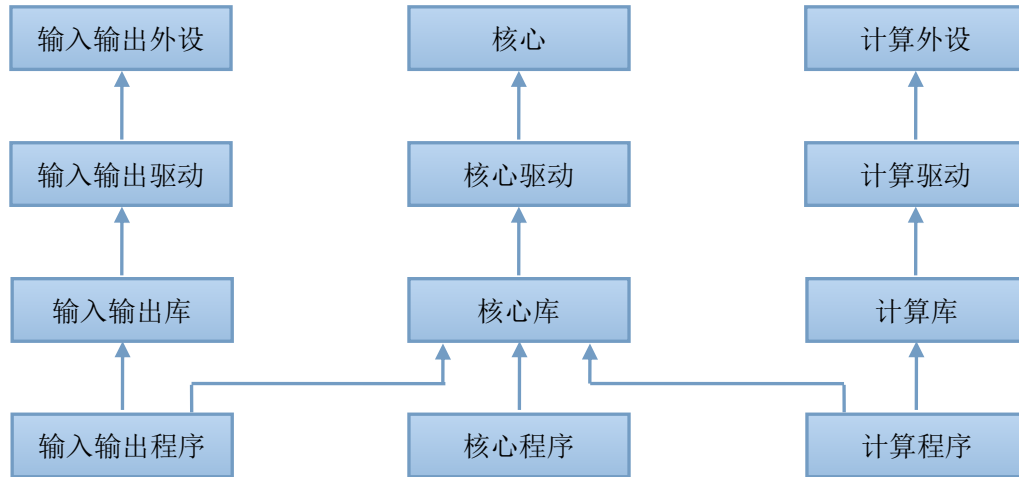 输入输出外设
核心
计算外设
输入输出驱动
核心驱动
计算驱动
输入输出库
核心库
计算库
输入输出程序
核心程序
计算程序